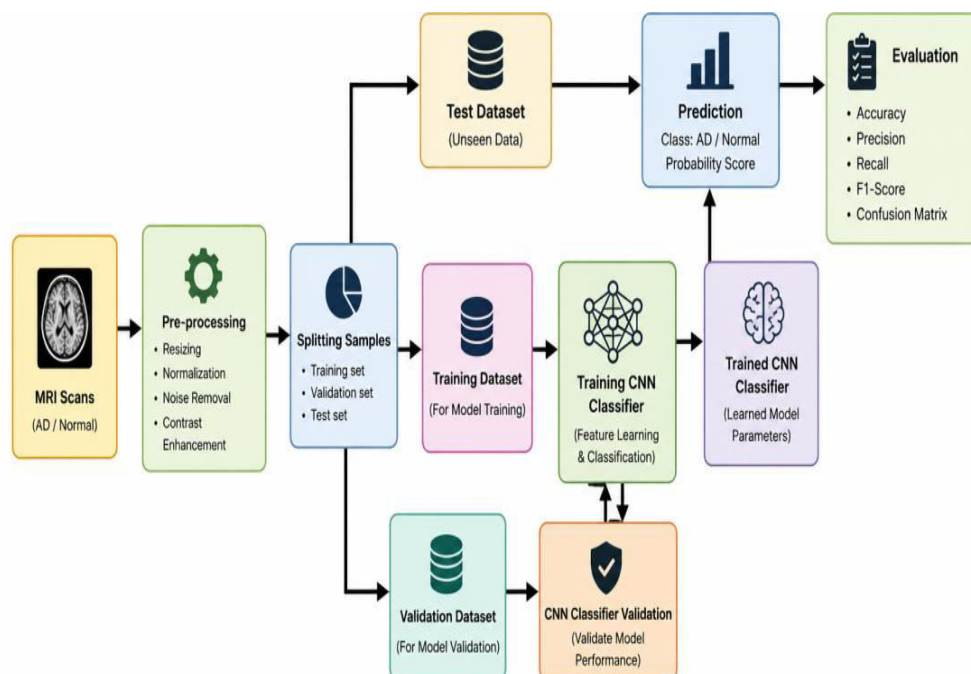 Test Dataset
(Unseen Data)
Prediction
Class: AD / Normal
Probability Score
Evaluation
• Accuracy
• Precision
• Recall
• F1-Score
• Confusion Matrix
MRI Scans
(AD / Normal)
Pre-processing
• Resizing
• Normalization
• Noise Removal
• Contrast
Enhancement
Splitting Samples
• Training set
• Validation set
• Test set
Training Dataset
(For Model Training)
Training CNN
Classifier
(Feature Learning
& Classification)
Trained CNN
Classifier
(Learned Model
Parameters)
Validation Dataset
(For Model Validation)
CNN Classifier Validation
(Validate Model
Performance)